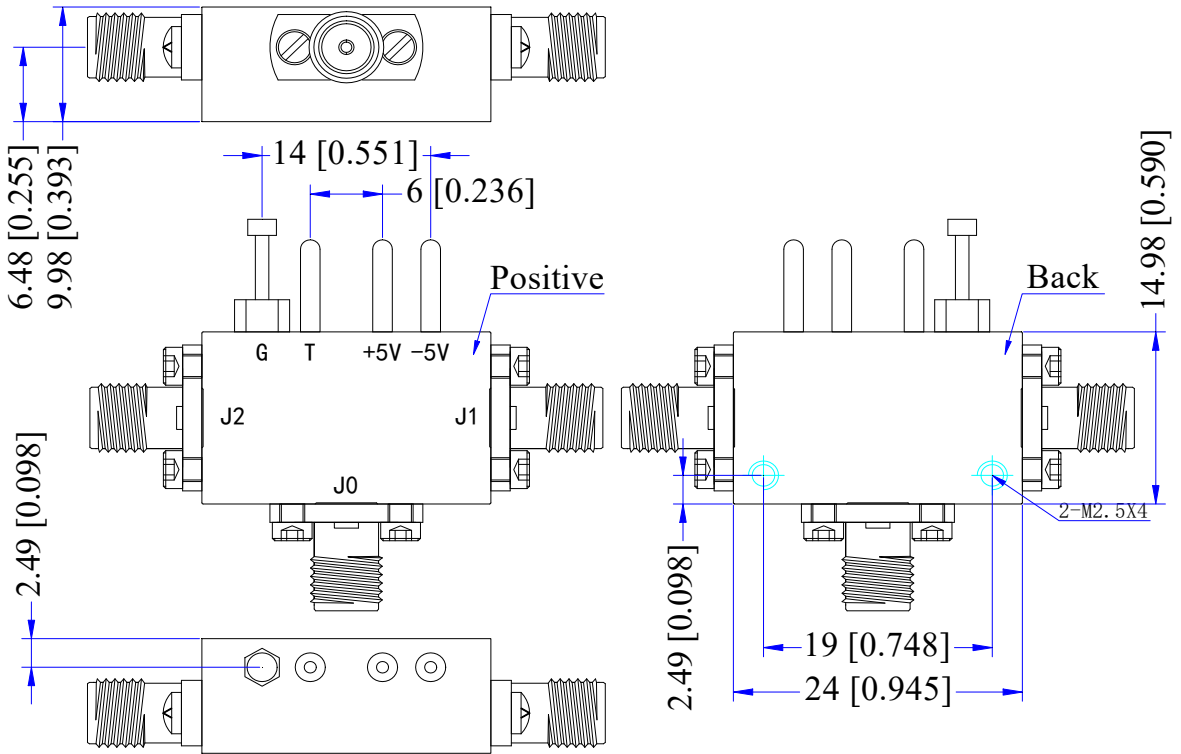 6.48 [0.255]
9.98 [0.393]
14 [0.551]
6 [0.236]
Positive
G T +5V -5V
J2
J1
J0
2.49 [0.098]
Back
14.98 [0.590]
2-M2.5X4
2.49 [0.098]
19 [0.748]
24 [0.945]